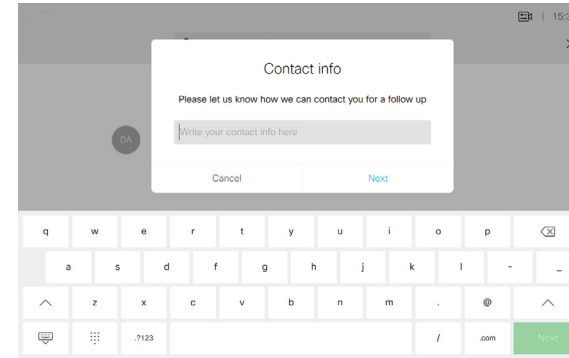 15:3
Contact info
Please let us know how we can contact you for a follow up
DA
Write your contact info here
Cancel
Next
q w e r t y u i o p
a s d f g h j k l - _
z x c v b n m . @
.?123 / .com Next